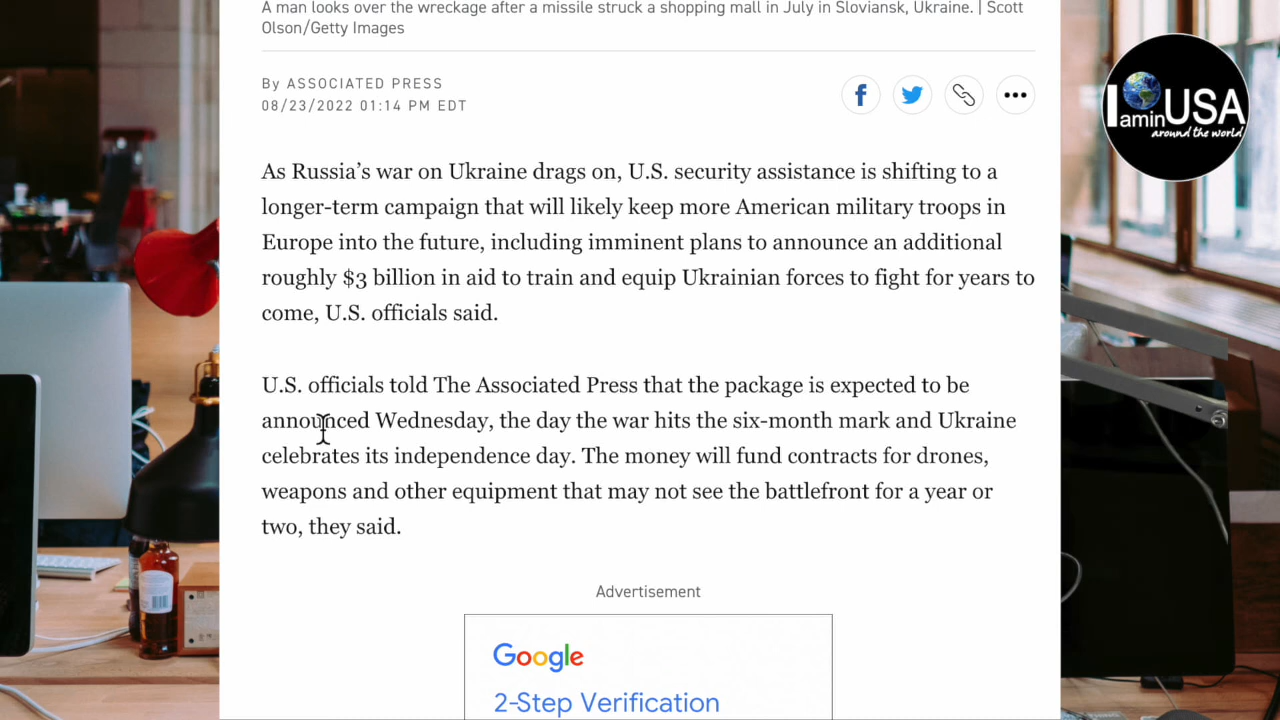 A man looks over the wreckage after a missile struck a shopping mall in July in Sloviansk, Ukraine. | Scott
Olson/Getty Images
By ASSOCIATED PRESS
08/23/2022 01:14 PM EDT
I aminUSA
around the world
As Russia’s war on Ukraine drags on, U.S. security assistance is shifting to a
longer-term campaign that will likely keep more American military troops in
Europe into the future, including imminent plans to announce an additional
roughly $3 billion in aid to train and equip Ukrainian forces to fight for years to
come, U.S. officials said.
U.S. officials told The Associated Press that the package is expected to be
announced Wednesday, the day the war hits the six-month mark and Ukraine
celebrates its independence day. The money will fund contracts for drones,
weapons and other equipment that may not see the battlefront for a year or
two, they said.
Advertisement
Google
2-Step Verification